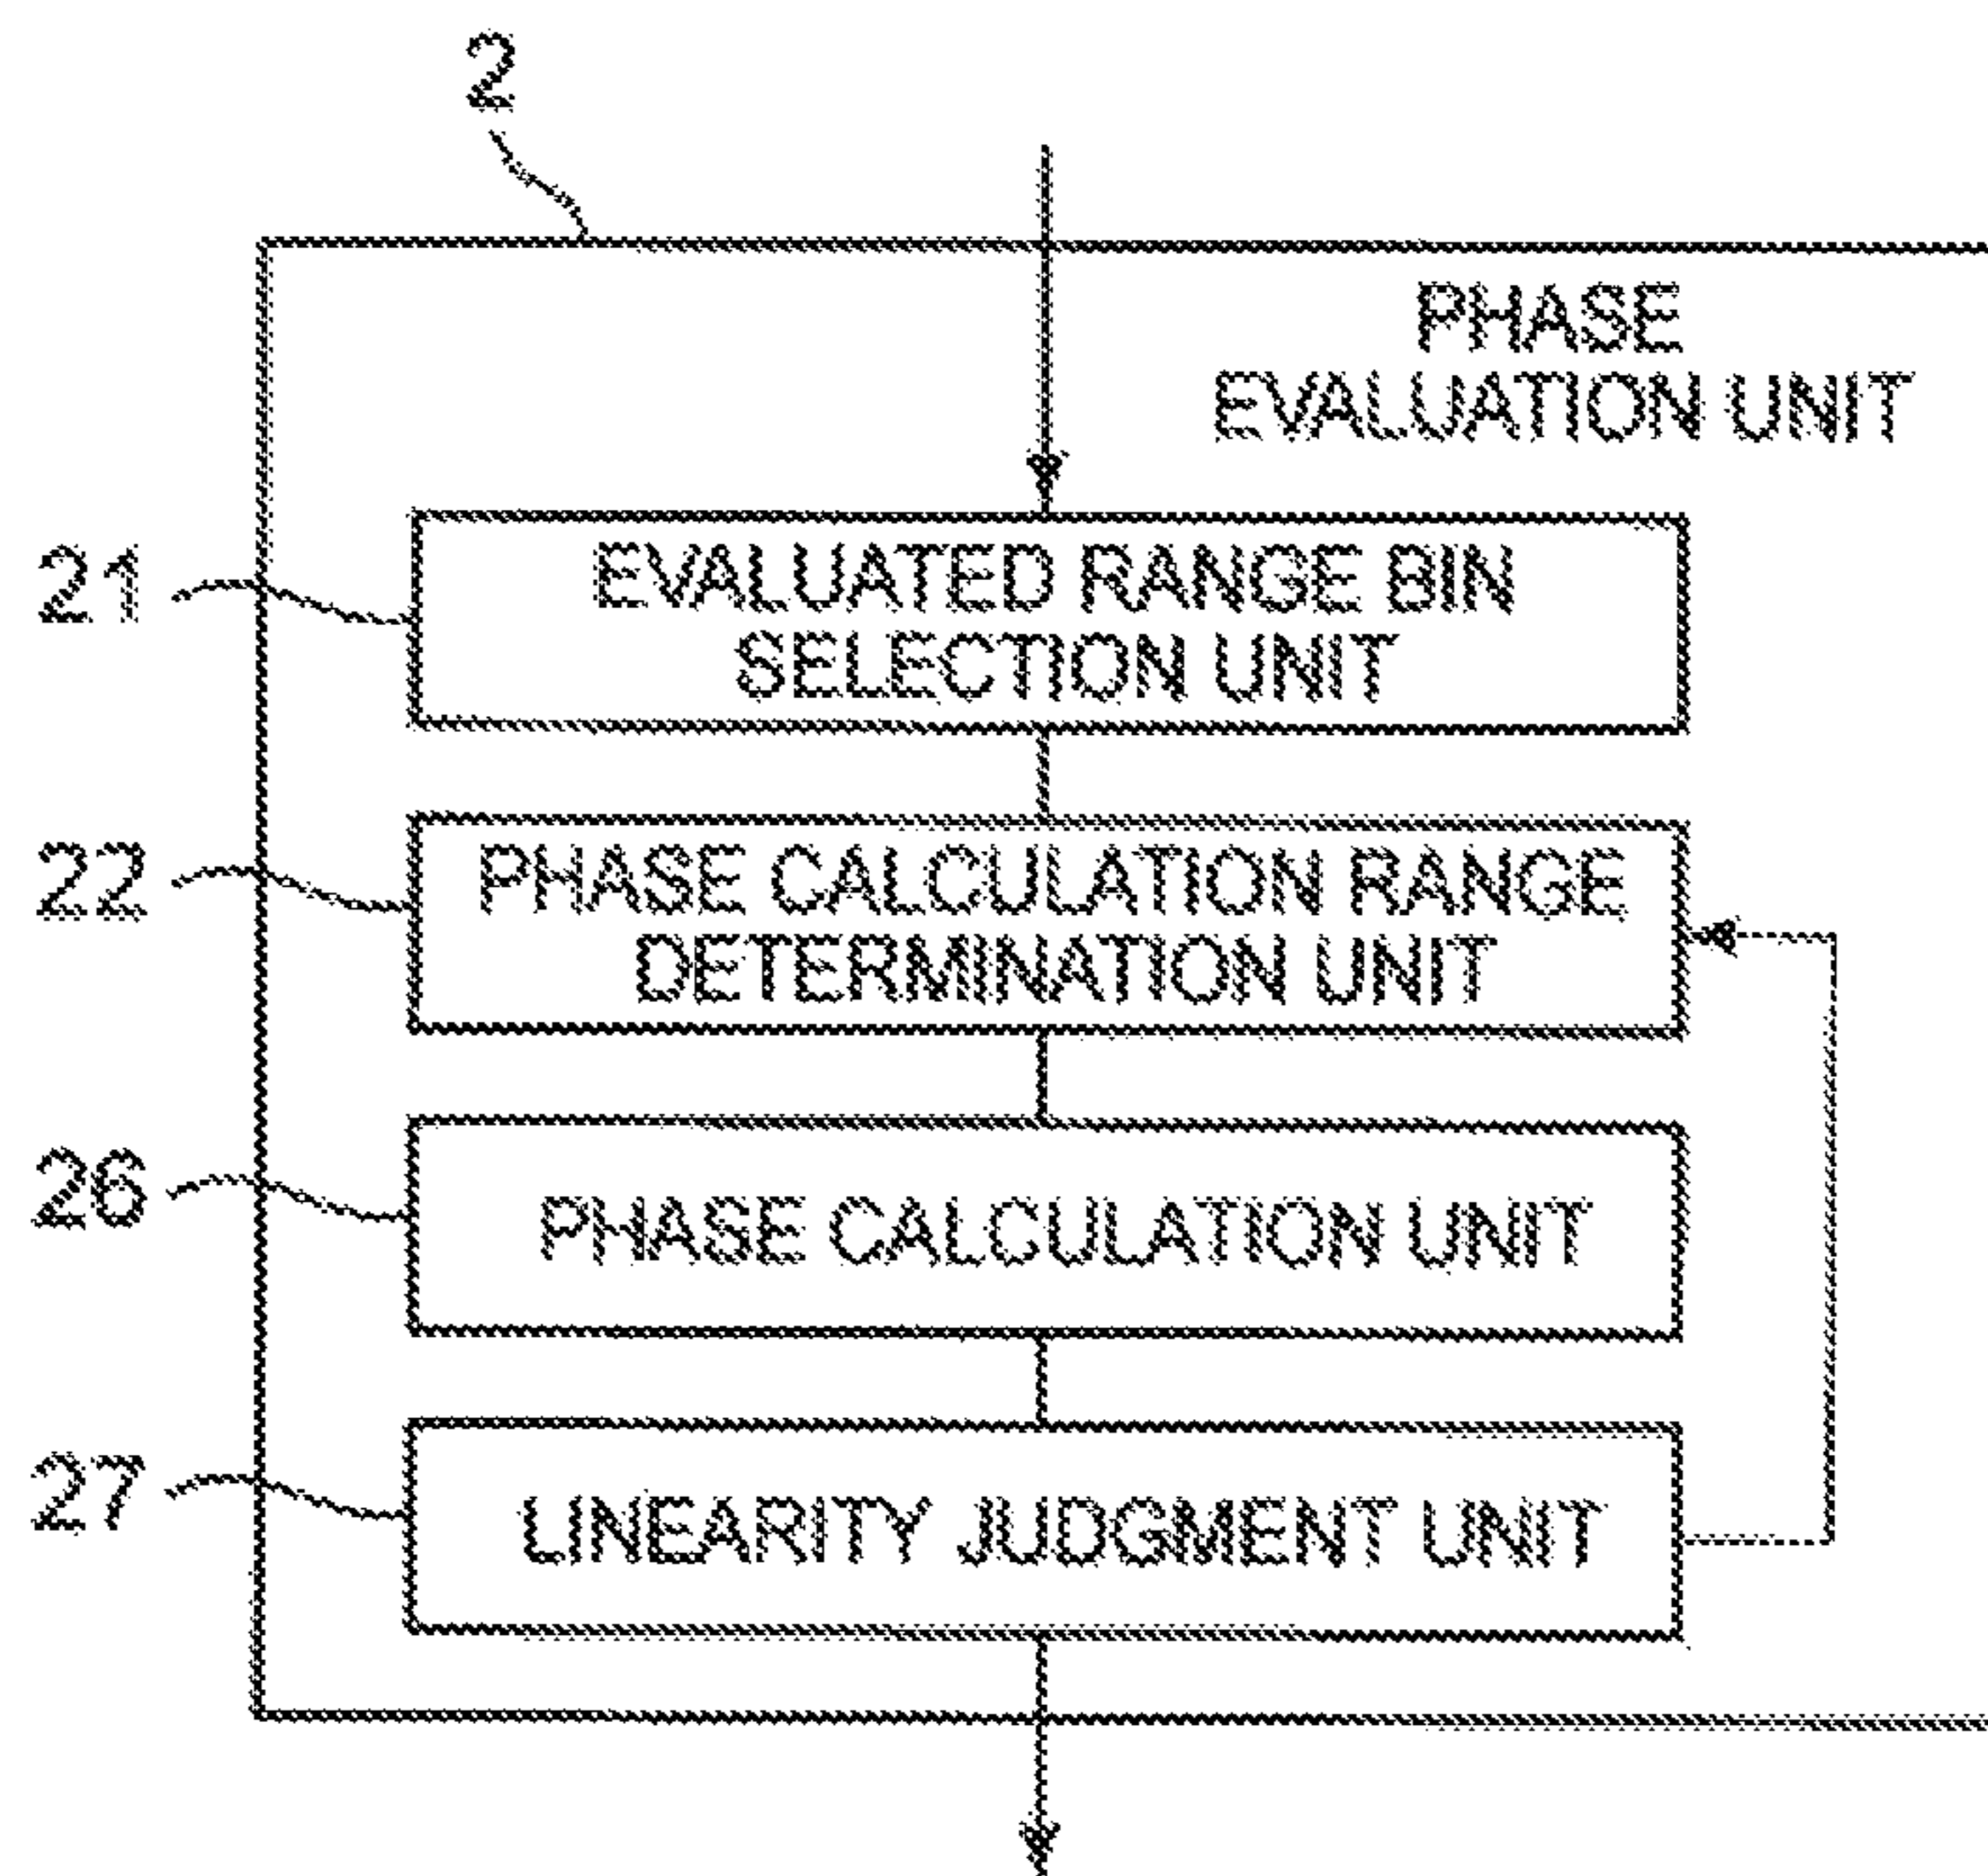 2
PHASE
EVALUATION UNIT
21
EVALUATED RANGE BIN
SELECTION UNIT
22
PHASE CALCULATION RANGE
DETERMINATION UNIT
26
PHASE CALCULATION UNIT
27
LINEARITY JUDGMENT UNIT